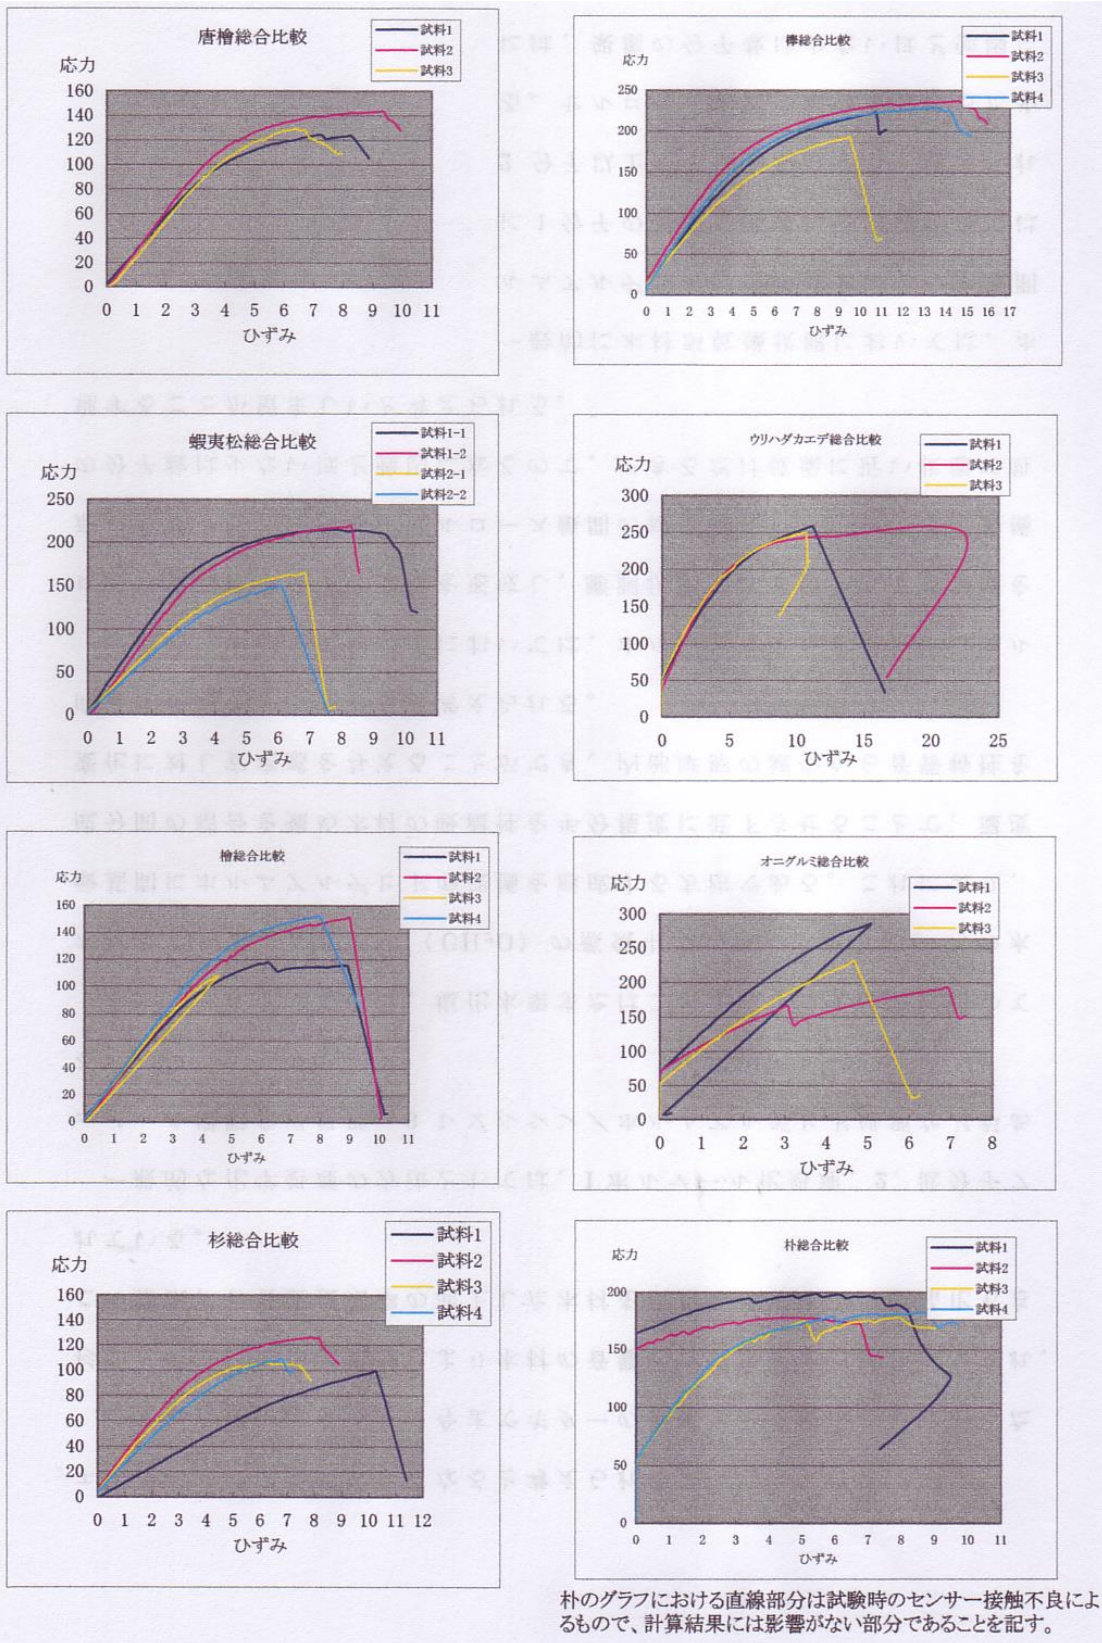 唐檜総合比較
試料1
試料2
試料3
応力
160
140
120
100
80
60
40
20
0
0 1 2 3 4 5 6 7 8 9 10 11
ひずみ
欅総合比較
試料1
試料2
試料3
試料4
応力
250
200
150
100
50
0
0 1 2 3 4 5 6 7 8 9 10 11 12 13 14 15 16 17
ひずみ
蝦夷松総合比較
試料1-1
試料1-2
試料2-1
試料2-2
応力
250
200
150
100
50
0
0 1 2 3 4 5 6 7 8 9 10 11
ひずみ
ウリハダカエデ総合比較
試料1
試料2
試料3
応力
300
250
200
150
100
50
0
0 5 10 15 20 25
ひずみ
檜総合比較
試料1
試料2
試料3
試料4
応力
160
140
120
100
80
60
40
20
0
0 1 2 3 4 5 6 7 8 9 10 11
ひずみ
オニグルミ総合比較
試料1
試料2
試料3
応力
300
250
200
150
100
50
0
0 1 2 3 4 5 6 7 8
ひずみ
杉総合比較
試料1
試料2
試料3
試料4
応力
160
140
120
100
80
60
40
20
0
0 1 2 3 4 5 6 7 8 9 10 11 12
ひずみ
朴総合比較
試料1
試料2
試料3
試料4
応力
200
150
100
50
0
0 1 2 3 4 5 6 7 8 9 10 11
ひずみ
朴のグラフにおける直線部分は試験時のセンサー接触不良によ
るもので、計算結果には影響がない部分であることを記す。